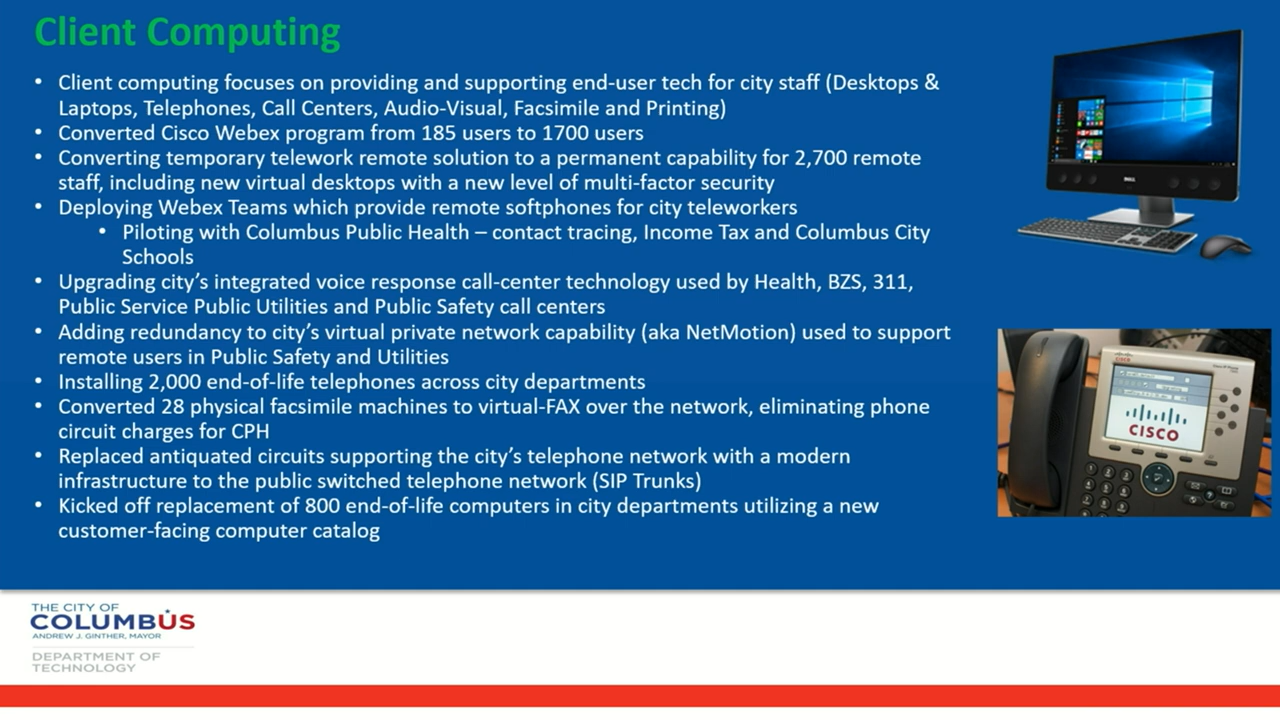 Client Computing
• Client computing focuses on providing and supporting end-user tech for city staff (Desktops &
Laptops, Telephones, Call Centers, Audio-Visual, Facsimile and Printing)
• Converted Cisco Webex program from 185 users to 1700 users
• Converting temporary telework remote solution to a permanent capability for 2,700 remote
staff, including new virtual desktops with a new level of multi-factor security
• Deploying Webex Teams which provide remote softphones for city teleworkers
• Piloting with Columbus Public Health – contact tracing, Income Tax and Columbus City
Schools
• Upgrading city’s integrated voice response call-center technology used by Health, BZS, 311,
Public Service Public Utilities and Public Safety call centers
• Adding redundancy to city’s virtual private network capability (aka NetMotion) used to support
remote users in Public Safety and Utilities
• Installing 2,000 end-of-life telephones across city departments
• Converted 28 physical facsimile machines to virtual-FAX over the network, eliminating phone
circuit charges for CPH
• Replaced antiquated circuits supporting the city’s telephone network with a modern
infrastructure to the public switched telephone network (SIP Trunks)
• Kicked off replacement of 800 end-of-life computers in city departments utilizing a new
customer-facing computer catalog
DELL
CISCO
CISCO
THE CITY OF
COLUMBUS
ANDREW J. GINTHER, MAYOR
DEPARTMENT OF
TECHNOLOGY